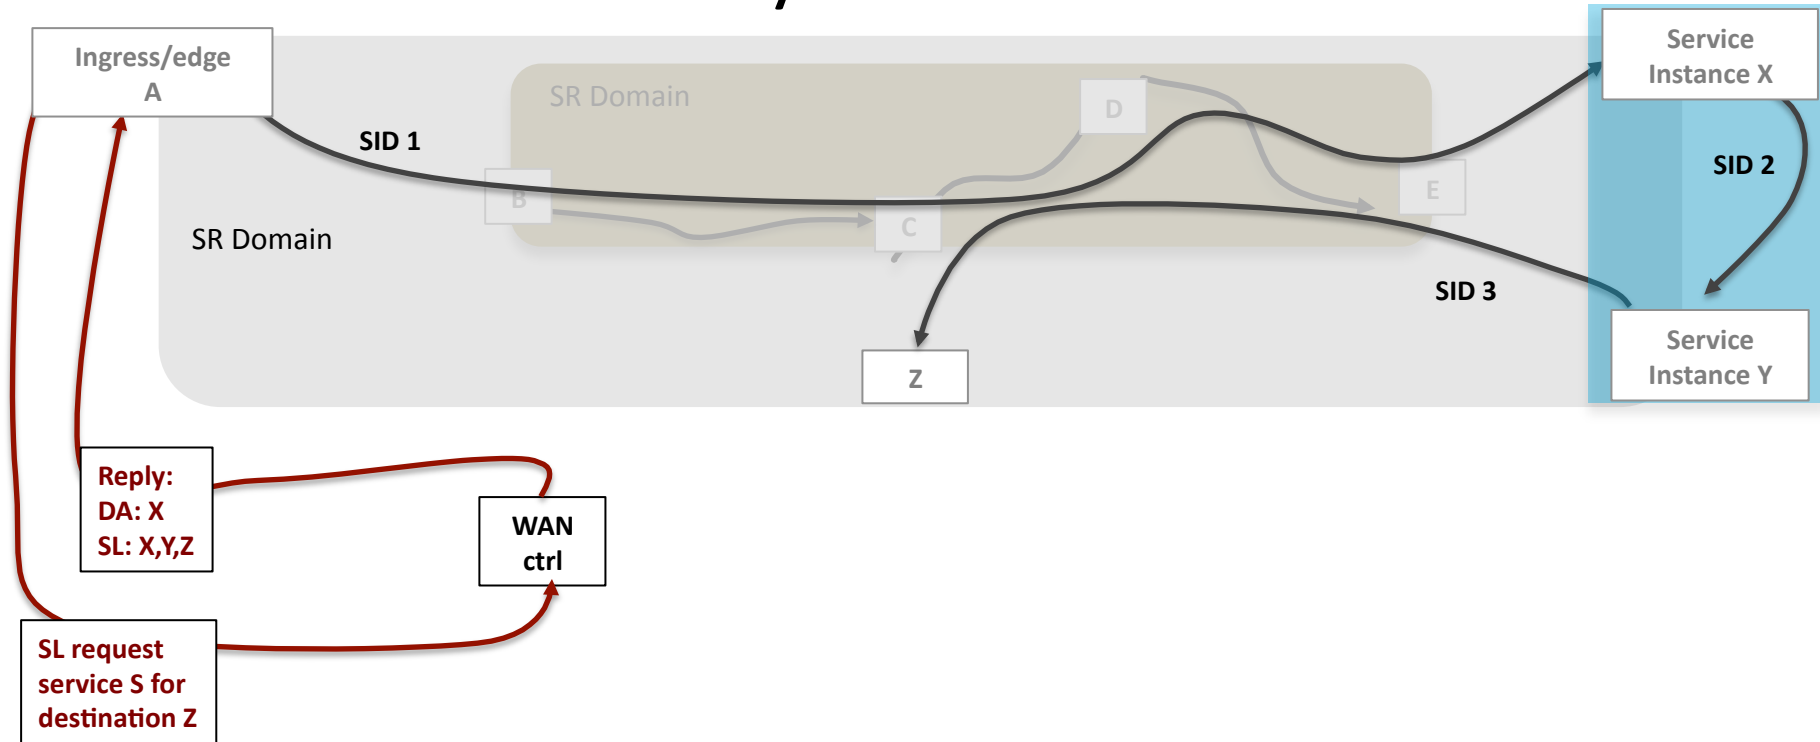 Ingress/edge
A
SID 1
SR Domain
SR Domain
B
C
D
E
Service
Instance X
SID 2
SID 3
Service
Instance Y
Z
Reply:
DA: X
SL: X,Y,Z
WAN
ctrl
SL request
service S for
destination Z